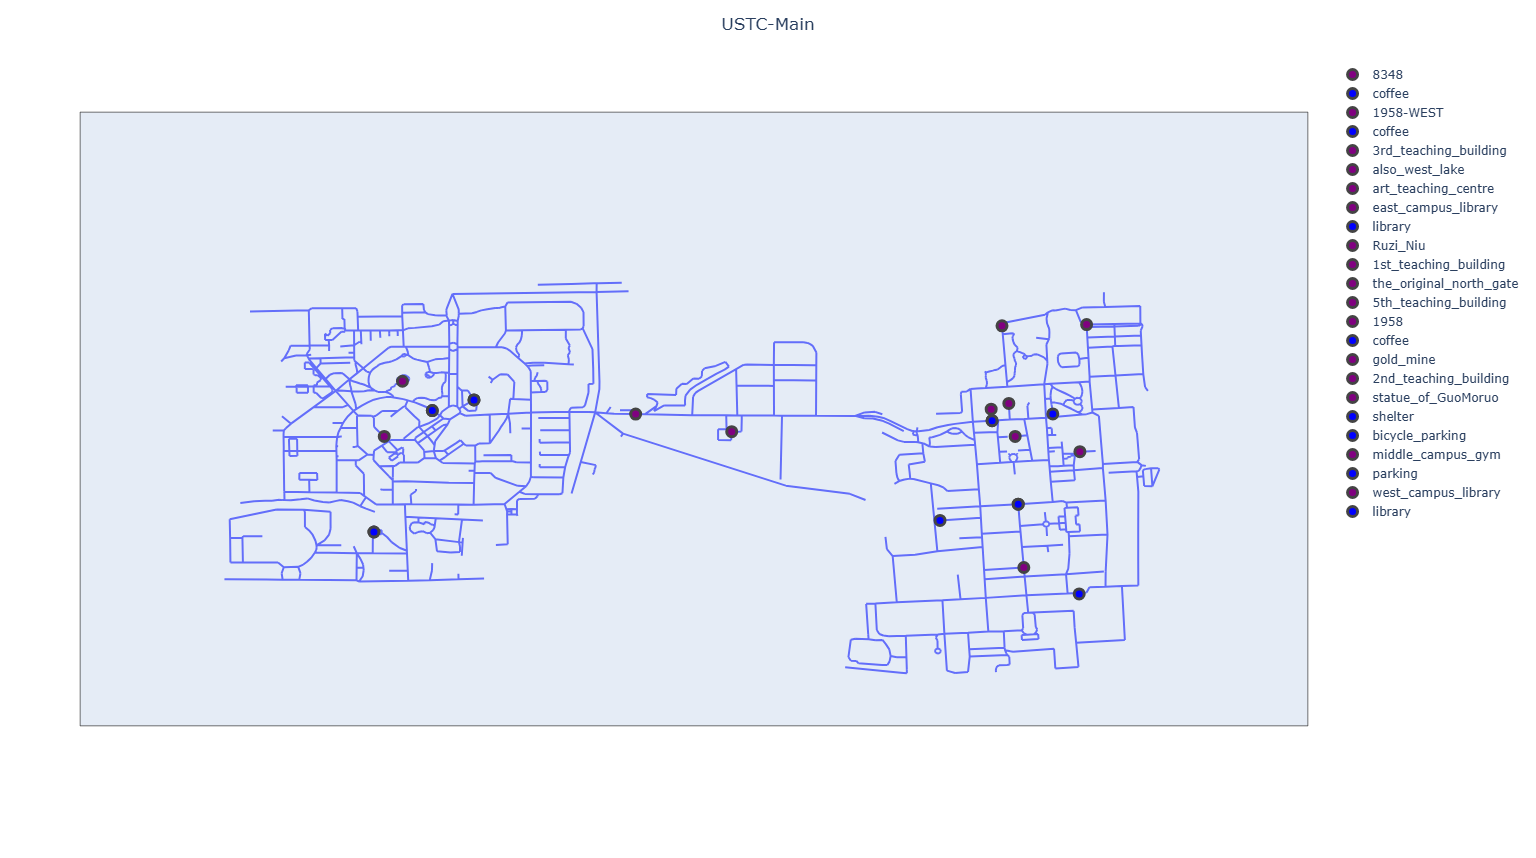 USTC-Main
8348
coffee
1958-WEST
coffee
3rd_teaching_building
also_west_lake
art_teaching_centre
east_campus_library
library
Ruzi_Niu
1st_teaching_building
the_original_north_gate
5th_teaching_building
1958
coffee
gold_mine
2nd_teaching_building
statue_of_GuoMoruo
shelter
bicycle_parking
middle_campus_gym
parking
west_campus_library
library